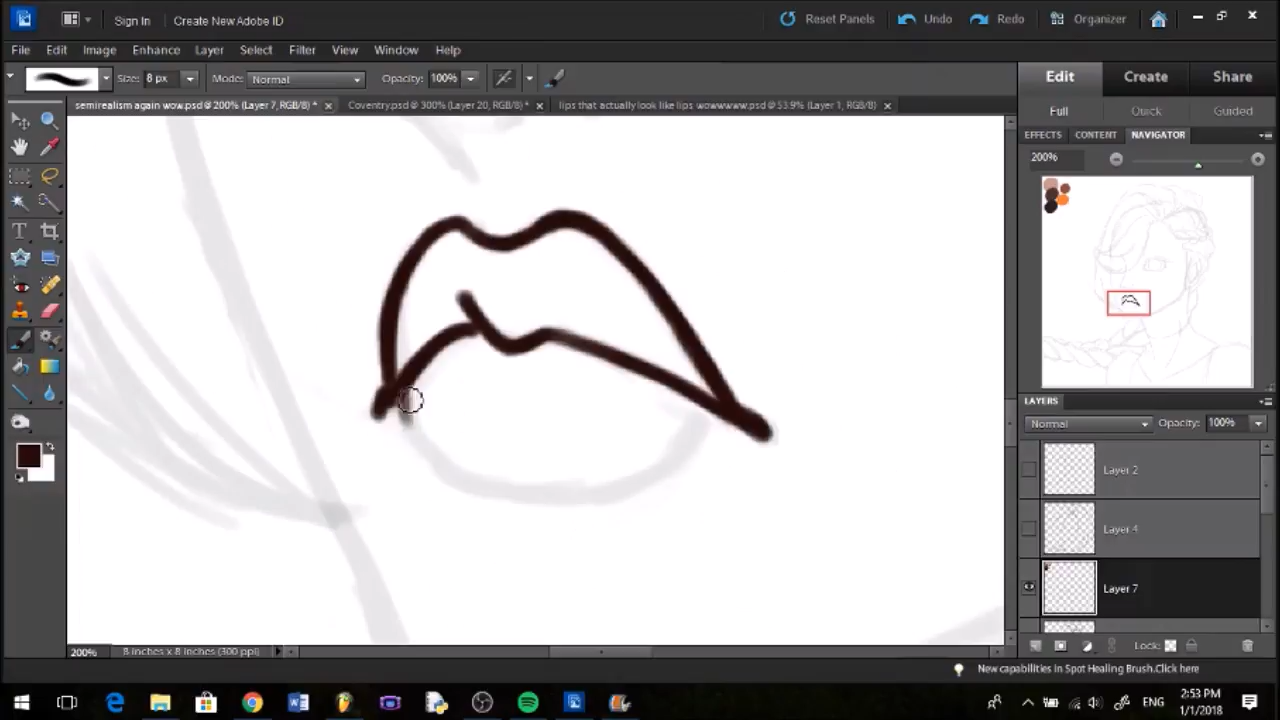 Sign In Create New Adobe ID Reset Panels Undo Redo Organizer
File Edit Image Enhance Layer Select Filter View Window Help
Size: 8 px Mode: Normal Opacity: 100%
Edit Create Share
semirealism again wow.psd @ 200% (Layer 7, RGB/8) * Coventry.psd @ 300% (Layer 20, RGB/8) * lips that actually look like lips wowwwww.psd @ 53.9% (Layer 1, RGB/8)
Full Quick Guided
EFFECTS CONTENT NAVIGATOR
200%
LAYERS
Normal Opacity: 100%
Layer 2
Layer 4
Layer 7
200% 8 inches x 8 inches (300 ppi) Lock:
New capabilities in Spot Healing Brush.Click here
ENG 2:53 PM
1/1/2018